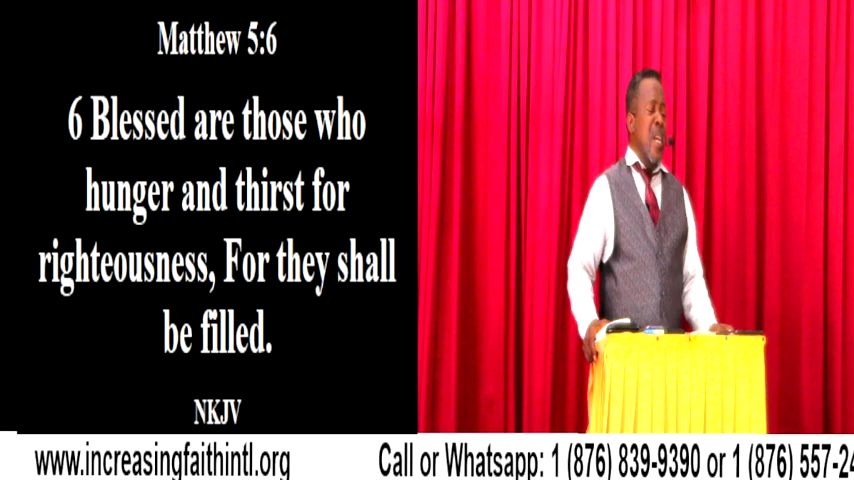 Matthew 5:6
6 Blessed are those who
hunger and thirst for
righteousness, For they shall
be filled.
NKJV
www.increasingfaithintl.org
Call or Whatsapp: 1 (876) 839-9390 or 1 (876)